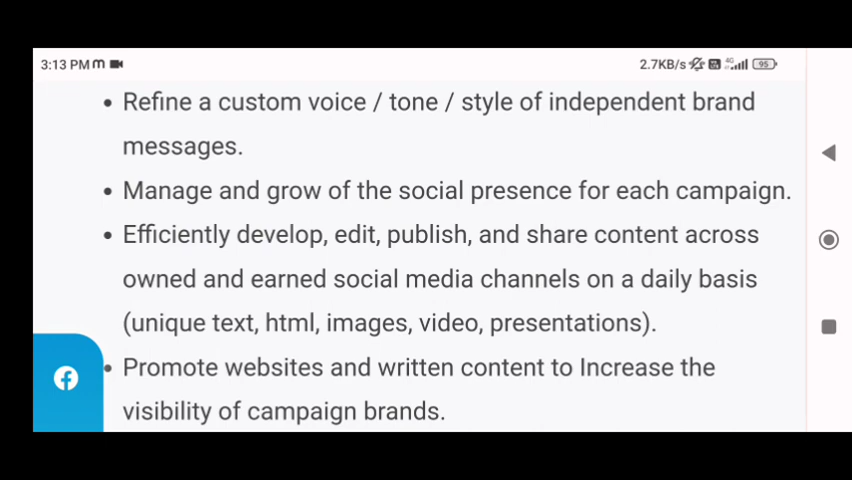 3:13 PM m 2.7KB/s 4G 95
Refine a custom voice / tone / style of independent brand
messages.
Manage and grow of the social presence for each campaign.
Efficiently develop, edit, publish, and share content across
owned and earned social media channels on a daily basis
(unique text, html, images, video, presentations).
Promote websites and written content to Increase the
visibility of campaign brands.